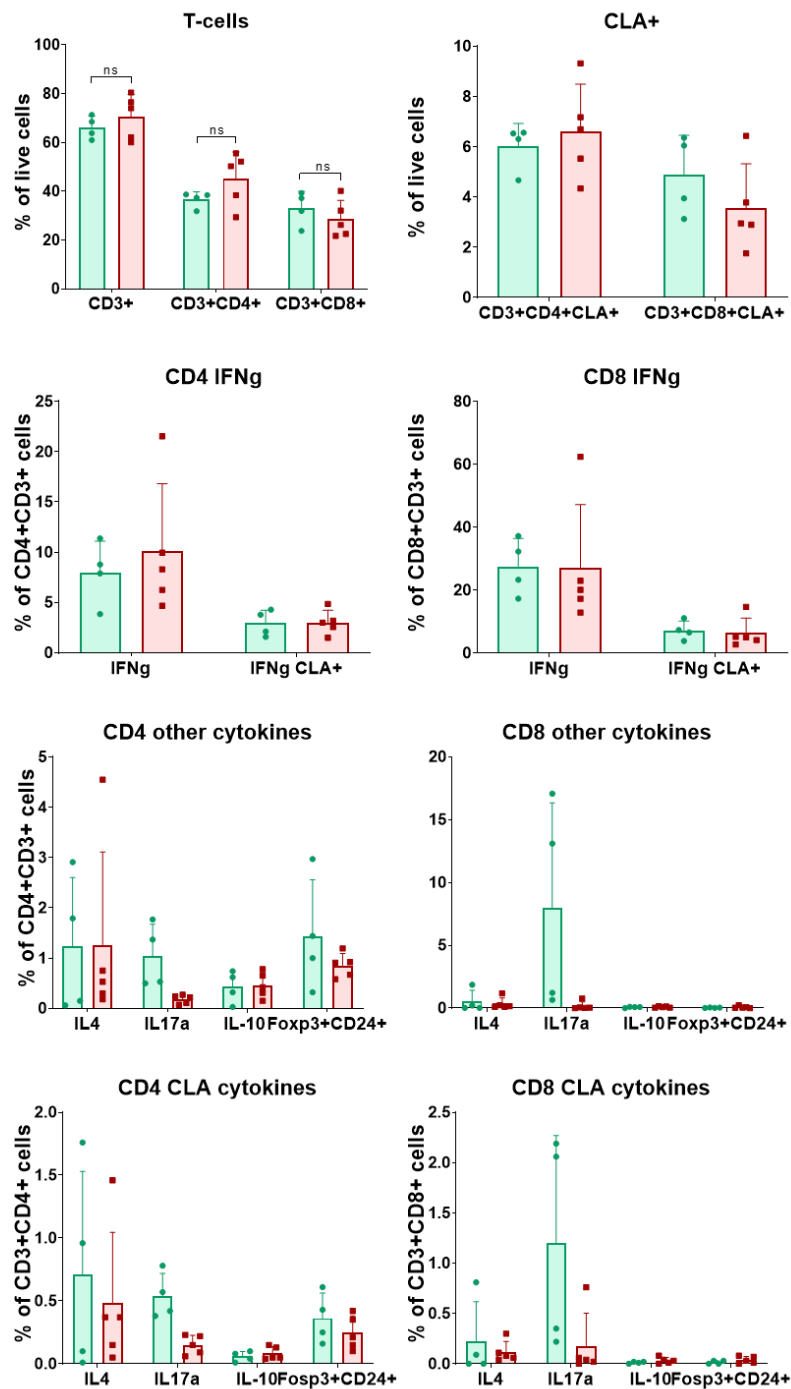 T-cells
% of live cells
100
80
60
40
20
0
ns
ns
ns
CD3+
CD3+CD4+
CD3+CD8+
CLA+
% of live cells
10
8
6
4
2
0
CD3+CD4+CLA+
CD3+CD8+CLA+
CD4 IFNg
% of CD4+CD3+ cells
25
20
15
10
5
0
IFNg
IFNg CLA+
CD8 IFNg
% of CD8+CD3+ cells
80
60
40
20
0
IFNg
IFNg CLA+
CD4 other cytokines
% of CD4+CD3+ cells
5
4
3
2
1
0
IL4
IL17a
IL-10
Foxp3+CD24+
CD8 other cytokines
20
15
10
5
0
IL4
IL17a
IL-10
Foxp3+CD24+
CD4 CLA cytokines
% of CD3+CD4+ cells
2.0
1.5
1.0
0.5
0.0
IL4
IL17a
IL-10
Foxp3+CD24+
CD8 CLA cytokines
% of CD3+CD8+ cells
2.5
2.0
1.5
1.0
0.5
0.0
IL4
IL17a
IL-10
Foxp3+CD24+